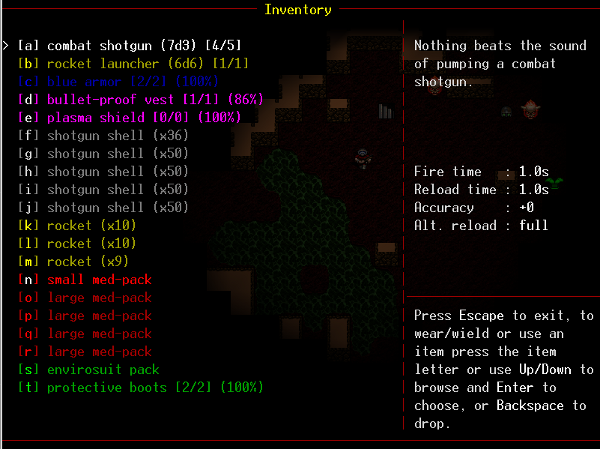 Inventory
> [a] combat shotgun (7d3) [4/5]
[b] rocket launcher (6d6) [1/1]
[c] blue armor [2/2] (100%)
[d] bullet-proof vest [1/1] (86%)
[e] plasma shield [0/0] (100%)
[f] shotgun shell (x36)
[g] shotgun shell (x50)
[h] shotgun shell (x50)
[i] shotgun shell (x50)
[j] shotgun shell (x50)
[k] rocket (x10)
[l] rocket (x10)
[m] rocket (x9)
[n] small med-pack
[o] large med-pack
[p] large med-pack
[q] large med-pack
[r] large med-pack
[s] envirosuit pack
[t] protective boots [2/2] (100%)
Nothing beats the sound
of pumping a combat
shotgun.
Fire time : 1.0s
Reload time : 1.0s
Accuracy : +0
Alt. reload : full
Press Escape to exit, to
wear/wield or use an
item press the item
letter or use Up/Down to
browse and Enter to
choose, or Backspace to
drop.